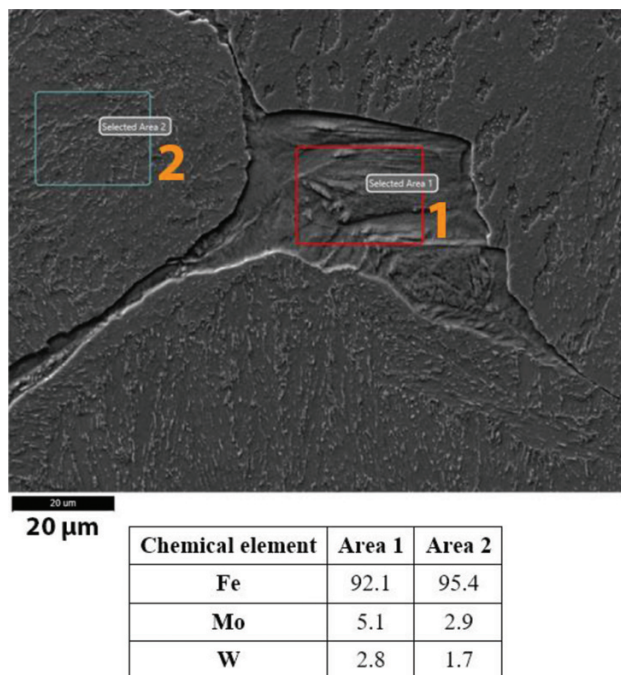 Selected Area 2
2
Selected Area 1
1
20 um
20 µm
Chemical element Area 1 Area 2
Fe 92.1 95.4
Mo 5.1 2.9
W 2.8 1.7